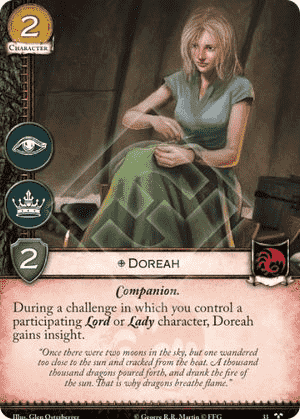 2
CHARACTER
2
Doreah
Companion.
During a challenge in which you control a
participating Lord or Lady character, Doreah
gains insight.
"Once there were two moons in the sky, but one wandered
too close to the sun and cracked from the heat. A thousand
thousand dragons poured forth, and drank the fire of
the sun. That is why dragons breathe flame."
Illus. Glen Osterberger
© George R.R. Martin © FFG
13